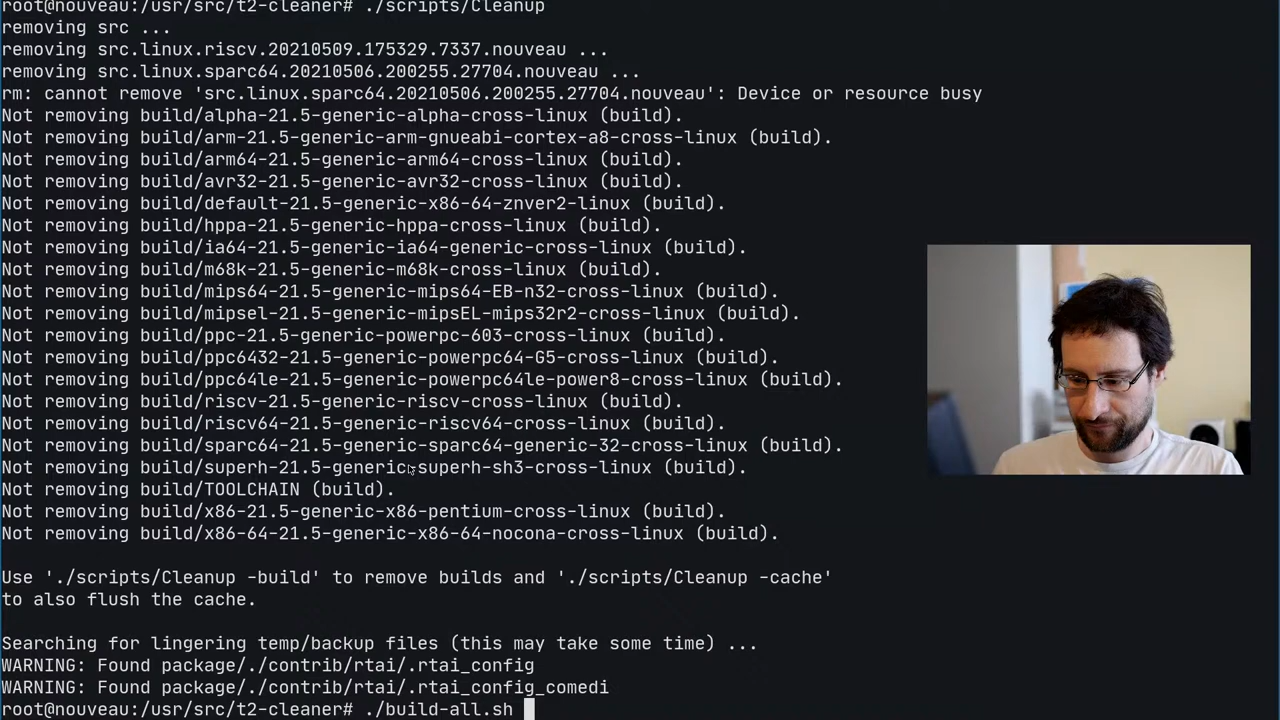 root@nouveau:/usr/src/t2-cleaner# ./scripts/Cleanup
removing src ...
removing src.linux.riscv.20210509.175329.7337.nouveau ...
removing src.linux.sparc64.20210506.200255.27704.nouveau ...
rm: cannot remove 'src.linux.sparc64.20210506.200255.27704.nouveau': Device or resource busy
Not removing build/alpha-21.5-generic-alpha-cross-linux (build).
Not removing build/arm-21.5-generic-arm-gnueabi-cortex-a8-cross-linux (build).
Not removing build/arm64-21.5-generic-arm64-cross-linux (build).
Not removing build/avr32-21.5-generic-avr32-cross-linux (build).
Not removing build/default-21.5-generic-x86-64-znver2-linux (build).
Not removing build/hppa-21.5-generic-hppa-cross-linux (build).
Not removing build/ia64-21.5-generic-ia64-generic-cross-linux (build).
Not removing build/m68k-21.5-generic-m68k-cross-linux (build).
Not removing build/mips64-21.5-generic-mips64-EB-n32-cross-linux (build).
Not removing build/mipsel-21.5-generic-mipsEL-mips32r2-cross-linux (build).
Not removing build/ppc-21.5-generic-powerpc-603-cross-linux (build).
Not removing build/ppc6432-21.5-generic-powerpc64-G5-cross-linux (build).
Not removing build/ppc64le-21.5-generic-powerpc64le-power8-cross-linux (build).
Not removing build/riscv-21.5-generic-riscv-cross-linux (build).
Not removing build/riscv64-21.5-generic-riscv64-cross-linux (build).
Not removing build/sparc64-21.5-generic-sparc64-generic-32-cross-linux (build).
Not removing build/superh-21.5-generic-superh-sh3-cross-linux (build).
Not removing build/TOOLCHAIN (build).
Not removing build/x86-21.5-generic-x86-pentium-cross-linux (build).
Not removing build/x86-64-21.5-generic-x86-64-nocona-cross-linux (build).
Use './scripts/Cleanup -build' to remove builds and './scripts/Cleanup -cache'
to also flush the cache.
Searching for lingering temp/backup files (this may take some time) ...
WARNING: Found package/./contrib/rtai/.rtai_config
WARNING: Found package/./contrib/rtai/.rtai_config_comedi
root@nouveau:/usr/src/t2-cleaner# ./build-all.sh